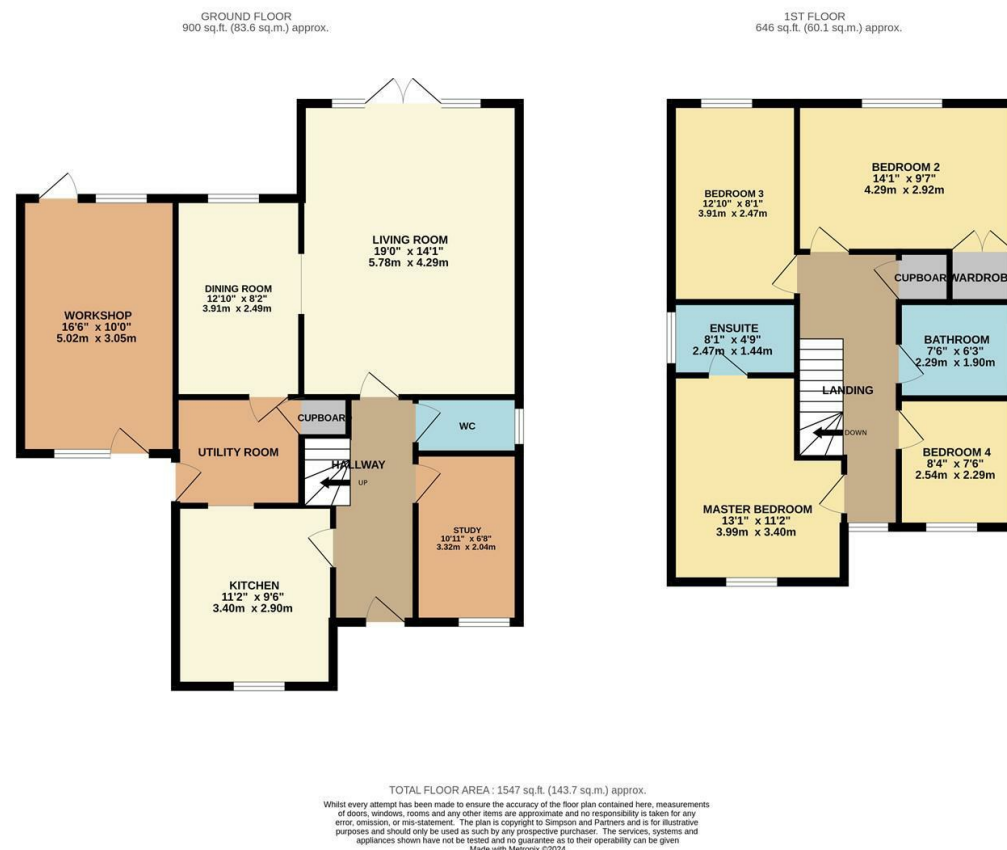 GROUND FLOOR
900 sq.ft. (83.6 sq.m.) approx.
1ST FLOOR
646 sq.ft. (60.1 sq.m.) approx.
LIVING ROOM
19'0" x 14'1"
5.78m x 4.29m
DINING ROOM
12'10" x 8'2"
3.91m x 2.49m
WORKSHOP
16'6" x 10'0"
5.02m x 3.05m
CUPBOARD
WC
UTILITY ROOM
HALLWAY
UP
STUDY
10'11" x 6'8"
3.32m x 2.04m
KITCHEN
11'2" x 9'6"
3.40m x 2.90m
BEDROOM 2
14'1" x 9'7"
4.29m x 2.92m
BEDROOM 3
12'10" x 8'1"
3.91m x 2.47m
CUPBOARD
WARDROB
ENSUITE
8'1" x 4'9"
2.47m x 1.44m
BATHROOM
7'6" x 6'3"
2.29m x 1.90m
LANDING
DOWN
BEDROOM 4
8'4" x 7'6"
2.54m x 2.29m
MASTER BEDROOM
13'1" x 11'2"
3.99m x 3.40m
TOTAL FLOOR AREA : 1547 sq.ft. (143.7 sq.m.) approx.
Whilst every attempt has been made to ensure the accuracy of the floor plan contained here, measurements
of doors, windows, rooms and any other items are approximate and no responsibility is taken for any
error, omission, or mis-statement. The plan is copyright to Simpson and Partners and is for illustrative
purposes and should only be used as such by any prospective purchaser. The services, systems and
appliances shown have not be tested and no guarantee as to their operability can be given
Made with Metropix ©2024